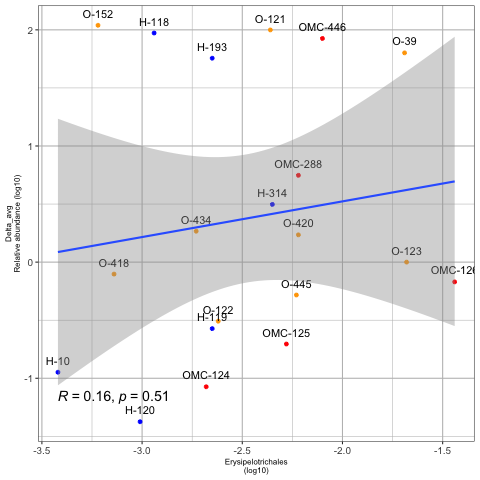 O-152
H-118
O-121
OMC-446
H-193
O-39
OMC-288
H-314
O-434
O-420
O-418
O-123
OMC-126
O-445
O-122
H-119
OMC-125
H-10
OMC-124
R = 0.16, p = 0.51
H-120
2
1
0
-1
-3.5
-3.0
-2.5
-2.0
-1.5
Delta_avg
Relative abundance (log10)
Erysipelotrichales
(log10)